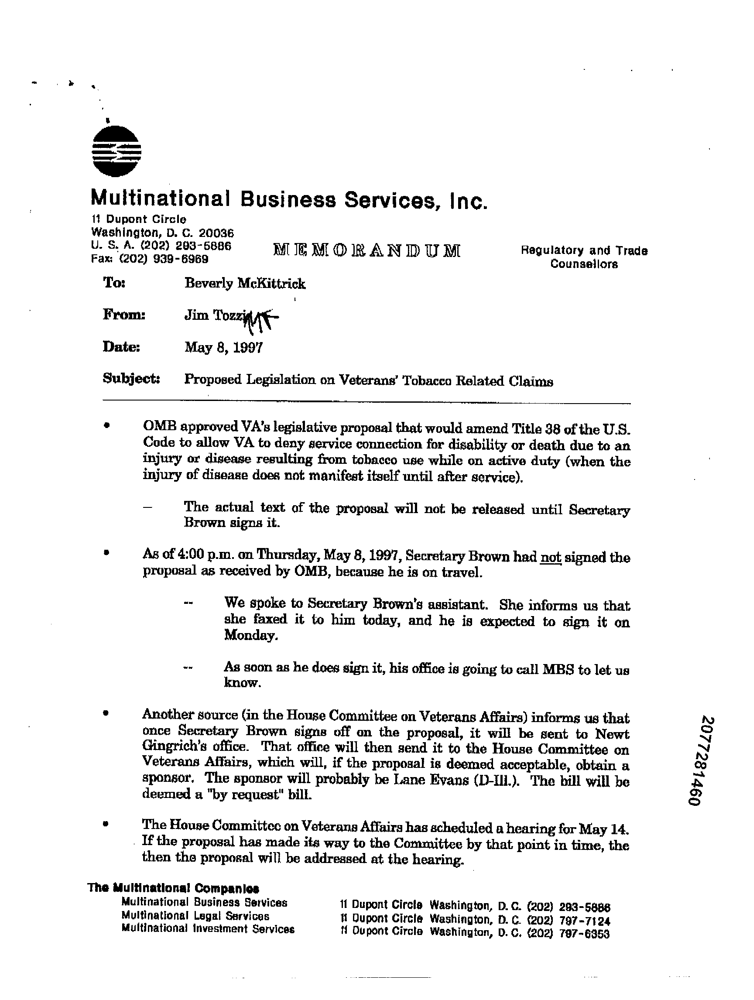 Multinational Business Services, Inc.
11 Dupont Circle
Washington, D. C. 20036
U. S. A. (202) 293-5886
Fax: (202) 939-6969
MEMORANDUM
Regulatory and Trade
Counsellors
To: Beverly McKittrick
From: Jim Tozzi
Date: May 8, 1997
Subject: Proposed Legislation on Veterans' Tobacco Related Claims
• OMB approved VA's legislative proposal that would amend Title 38 of the U.S.
Code to allow VA to deny service connection for disability or death due to an
injury or disease resulting from tobacco use while on active duty (when the
injury of disease does not manifest itself until after service).
– The actual text of the proposal will not be released until Secretary
Brown signs it.
• As of 4:00 p.m. on Thursday, May 8, 1997, Secretary Brown had not signed the
proposal as received by OMB, because he is on travel.
-- We spoke to Secretary Brown's assistant. She informs us that
she faxed it to him today, and he is expected to sign it on
Monday.
-- As soon as he does sign it, his office is going to call MBS to let us
know.
• Another source (in the House Committee on Veterans Affairs) informs us that
once Secretary Brown signs off on the proposal, it will be sent to Newt
Gingrich's office. That office will then send it to the House Committee on
Veterans Affairs, which will, if the proposal is deemed acceptable, obtain a
sponsor. The sponsor will probably be Lane Evans (D-Ill.). The bill will be
deemed a "by request" bill.
• The House Committee on Veterans Affairs has scheduled a hearing for May 14.
If the proposal has made its way to the Committee by that point in time, the
then the proposal will be addressed at the hearing.
2077281460
The Multinational Companies
Multinational Business Services 11 Dupont Circle Washington, D. C. (202) 293-5886
Multinational Legal Services 11 Dupont Circle Washington, D. C. (202) 797-7124
Multinational Investment Services 11 Dupont Circle Washington, D. C. (202) 797-6353